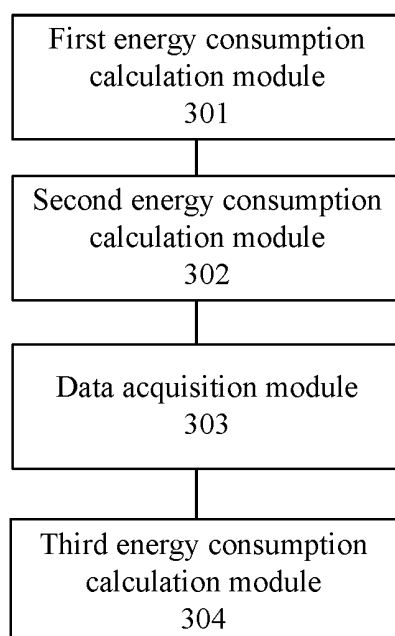 First energy consumption
calculation module
301
Second energy consumption
calculation module
302
Data acquisition module
303
Third energy consumption
calculation module
304